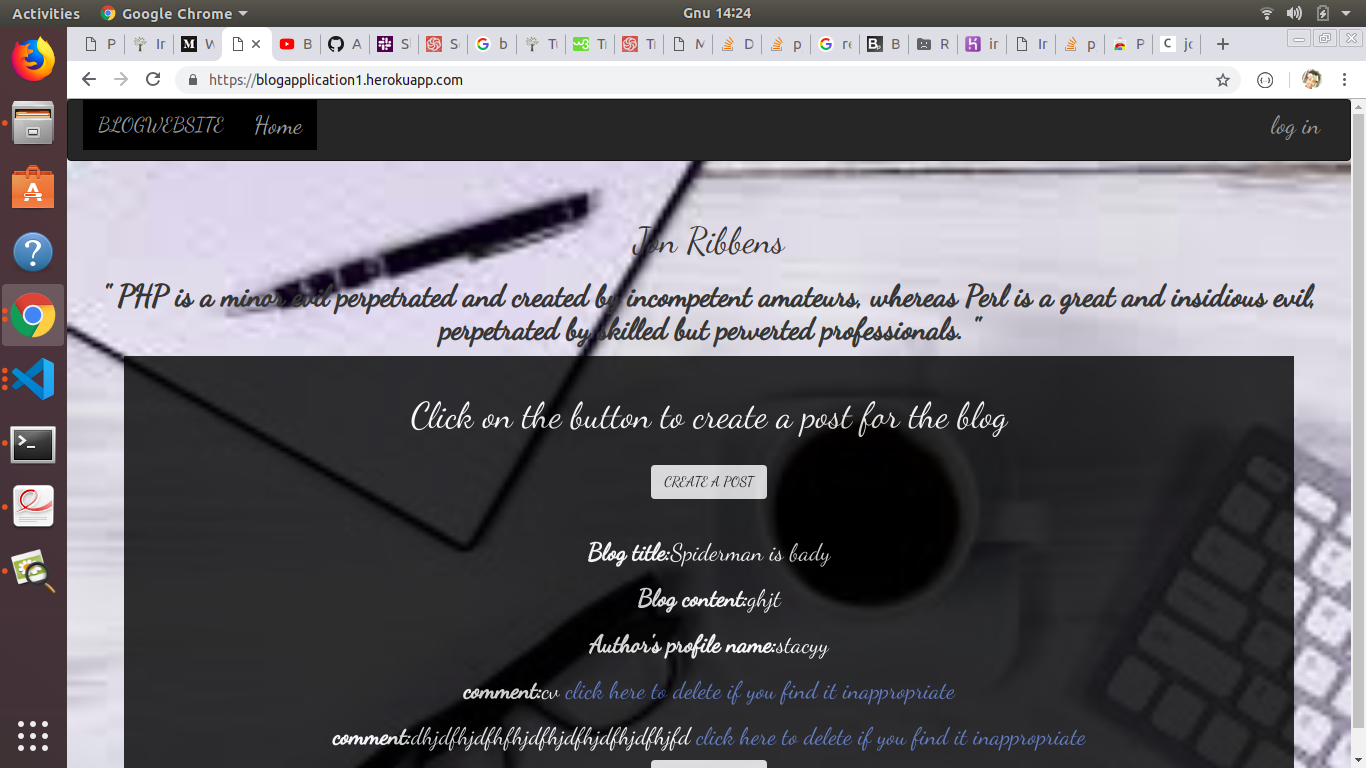 Activities Google Chrome Gnu 14:24
P Ir M W B A S S b T Ti Ti M D p re B R ir Ir p P C jc
https://blogapplication1.herokuapp.com
BLOGWEBSITE Home log in
Jon Ribbens
" PHP is a minor evil perpetrated and created by incompetent amateurs, whereas Perl is a great and insidious evil,
perpetrated by skilled but perverted professionals. "
Click on the button to create a post for the blog
CREATE A POST
Blog title:Spiderman is bady
Blog content:ghjt
Author's profile name:stacyy
comment:cv click here to delete if you find it inappropriate
comment:dhjdfhjdfhfhjdfhjdfhjdfhjdfhjfd click here to delete if you find it inappropriate